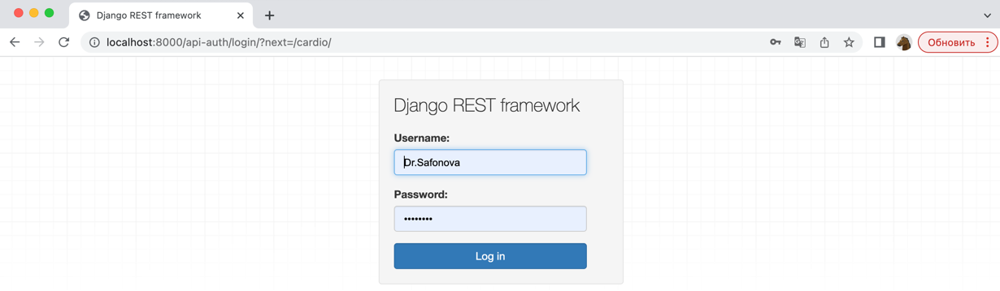 Django REST framework
localhost:8000/api-auth/login/?next=/cardio/
Обновить
Django REST framework
Username:
Dr.Safonova
Password:
••••••••
Log in